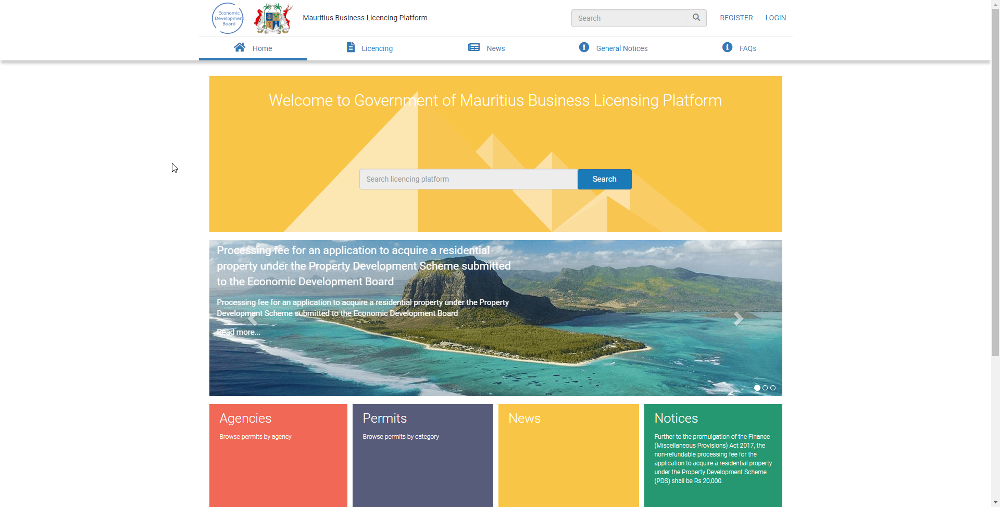 Economic
Development
Board
Mauritius Business Licencing Platform
Search
REGISTER
LOGIN
Home
Licencing
News
General Notices
FAQs
Welcome to Government of Mauritius Business Licensing Platform
Search licencing platform
Search
Processing fee for an application to acquire a residential
property under the Property Development Scheme submitted
to the Economic Development Board
Processing fee for an application to acquire a residential property under the Property
Development Scheme submitted to the Economic Development Board
Read more...
Agencies
Browse permits by agency
Permits
Browse permits by category
News
Notices
Further to the promulgation of the Finance
(Miscellaneous Provisions) Act 2017, the
non-refundable processing fee for the
application to acquire a residential property
under the Property Development Scheme
(PDS) shall be Rs 20,000.